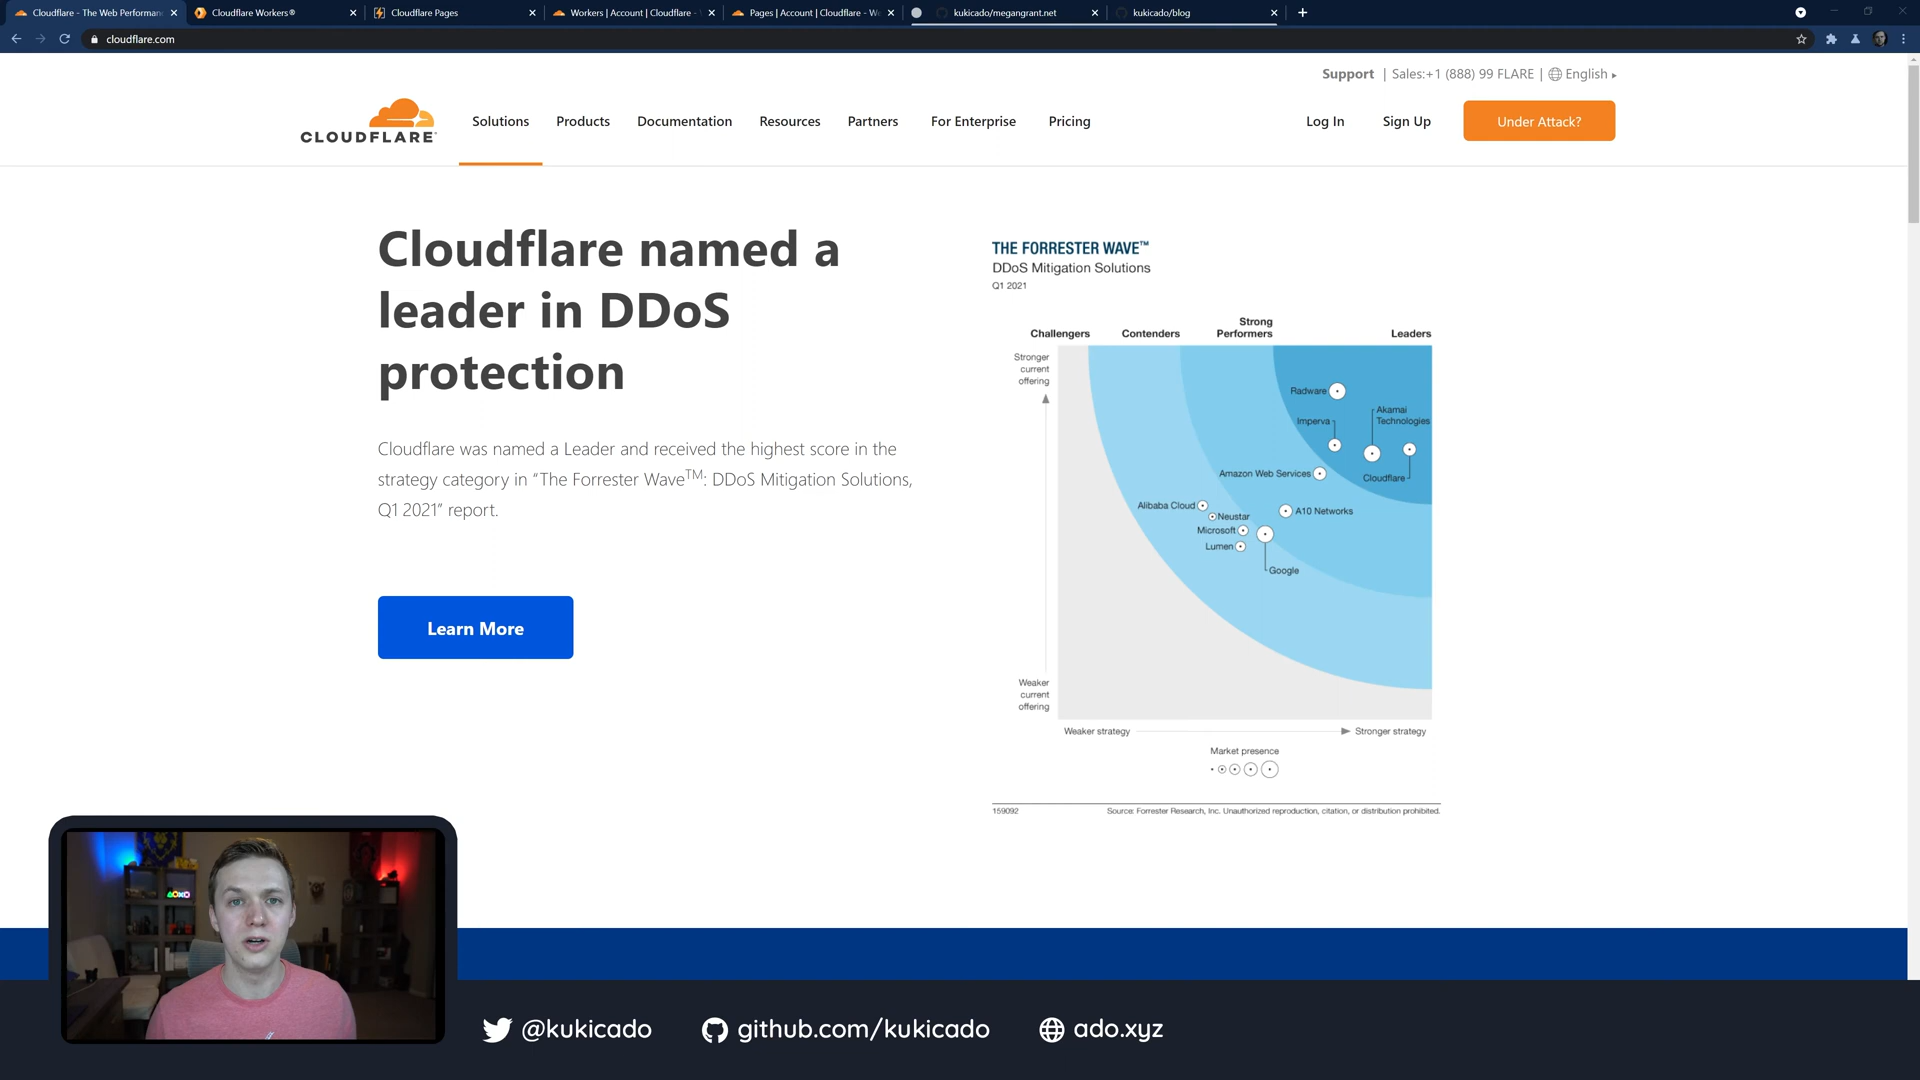 Cloudflare - The Web Performan
Cloudflare Workers®
Cloudflare Pages
Workers | Account | Cloudflare -
Pages | Account | Cloudflare - We
kukicado/megangrant.net
kukicado/blog
cloudflare.com
Support | Sales:+1 (888) 99 FLARE | English
CLOUDFLARE
Solutions
Products
Documentation
Resources
Partners
For Enterprise
Pricing
Log In
Sign Up
Under Attack?
Cloudflare named a
leader in DDoS
protection
Cloudflare was named a Leader and received the highest score in the
strategy category in “The Forrester Wave™: DDoS Mitigation Solutions,
Q1 2021” report.
Learn More
THE FORRESTER WAVE™
DDoS Mitigation Solutions
Q1 2021
Challengers
Contenders
Strong
Performers
Leaders
Stronger
current
offering
Radware
Akamai
Technologies
Imperva
Amazon Web Services
Cloudflare
Alibaba Cloud
A10 Networks
Neustar
Microsoft
Lumen
Google
Weaker
current
offering
Weaker strategy
Stronger strategy
Market presence
159092
Source: Forrester Research, Inc. Unauthorized reproduction, citation, or distribution prohibited.
@kukicado
github.com/kukicado
ado.xyz